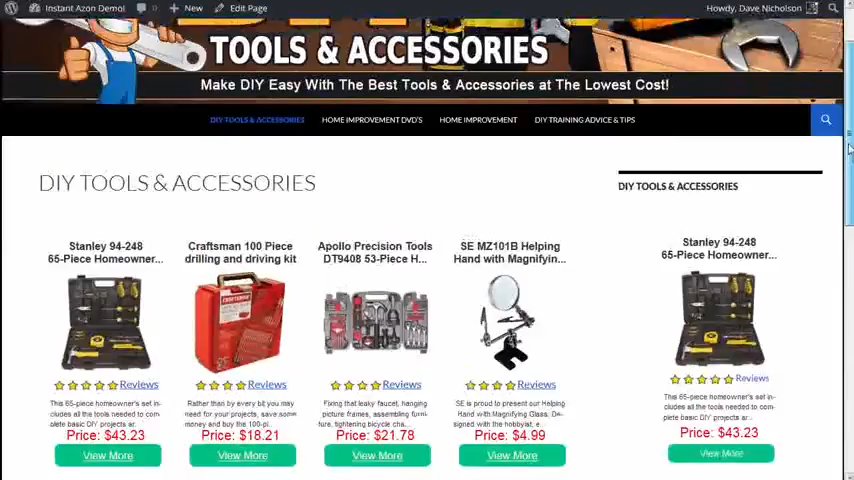 Instant Azon Demo!
0
New
Edit Page
Howdy, Dave Nicholson
TOOLS & ACCESSORIES
Make DIY Easy With The Best Tools & Accessories at The Lowest Cost!
DIY TOOLS & ACCESSORIES
HOME IMPROVEMENT DVD'S
HOME IMPROVEMENT
DIY TRAINING ADVICE & TIPS
DIY TOOLS & ACCESSORIES
Stanley 94-248
65-Piece Homeowner...
Reviews
This 65-piece homeowner's set in-
cludes all the tools needed to com-
plete basic DIY projects ar...
Price: $43.23
View More
Craftsman 100 Piece
drilling and driving kit
Reviews
Rather than by every bit you may
need for your projects, save some
money and buy the 100-pi...
Price: $18.21
View More
Apollo Precision Tools
DT9408 53-Piece H...
Reviews
Fixing that leaky faucet, hanging
picture frames, assembling furni-
ture, tightening bicycle cha...
Price: $21.78
View More
SE MZ101B Helping
Hand with Magnifyin...
Reviews
SE is proud to present our Helping
Hand with Magnifying Glass. De-
signed with the hobbyist, e...
Price: $4.99
View More
DIY TOOLS & ACCESSORIES
Stanley 94-248
65-Piece Homeowner...
Reviews
This 65-piece homeowner's set in-
cludes all the tools needed to com-
plete basic DIY projects ar...
Price: $43.23
View More